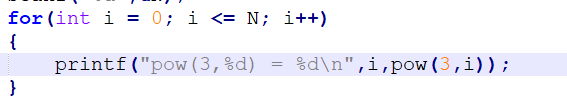 for(int i = 0; i <= N; i++)
{
    printf("pow(3,%d) = %d\n",i,pow(3,i));
}